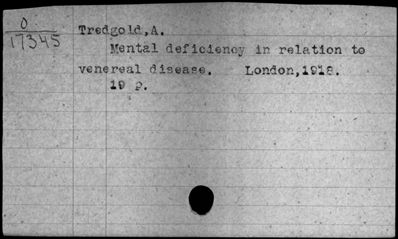 0
17345
Tredgold,A.
Mental deficiency in relation to
venereal disease. London,1918.
19 p.